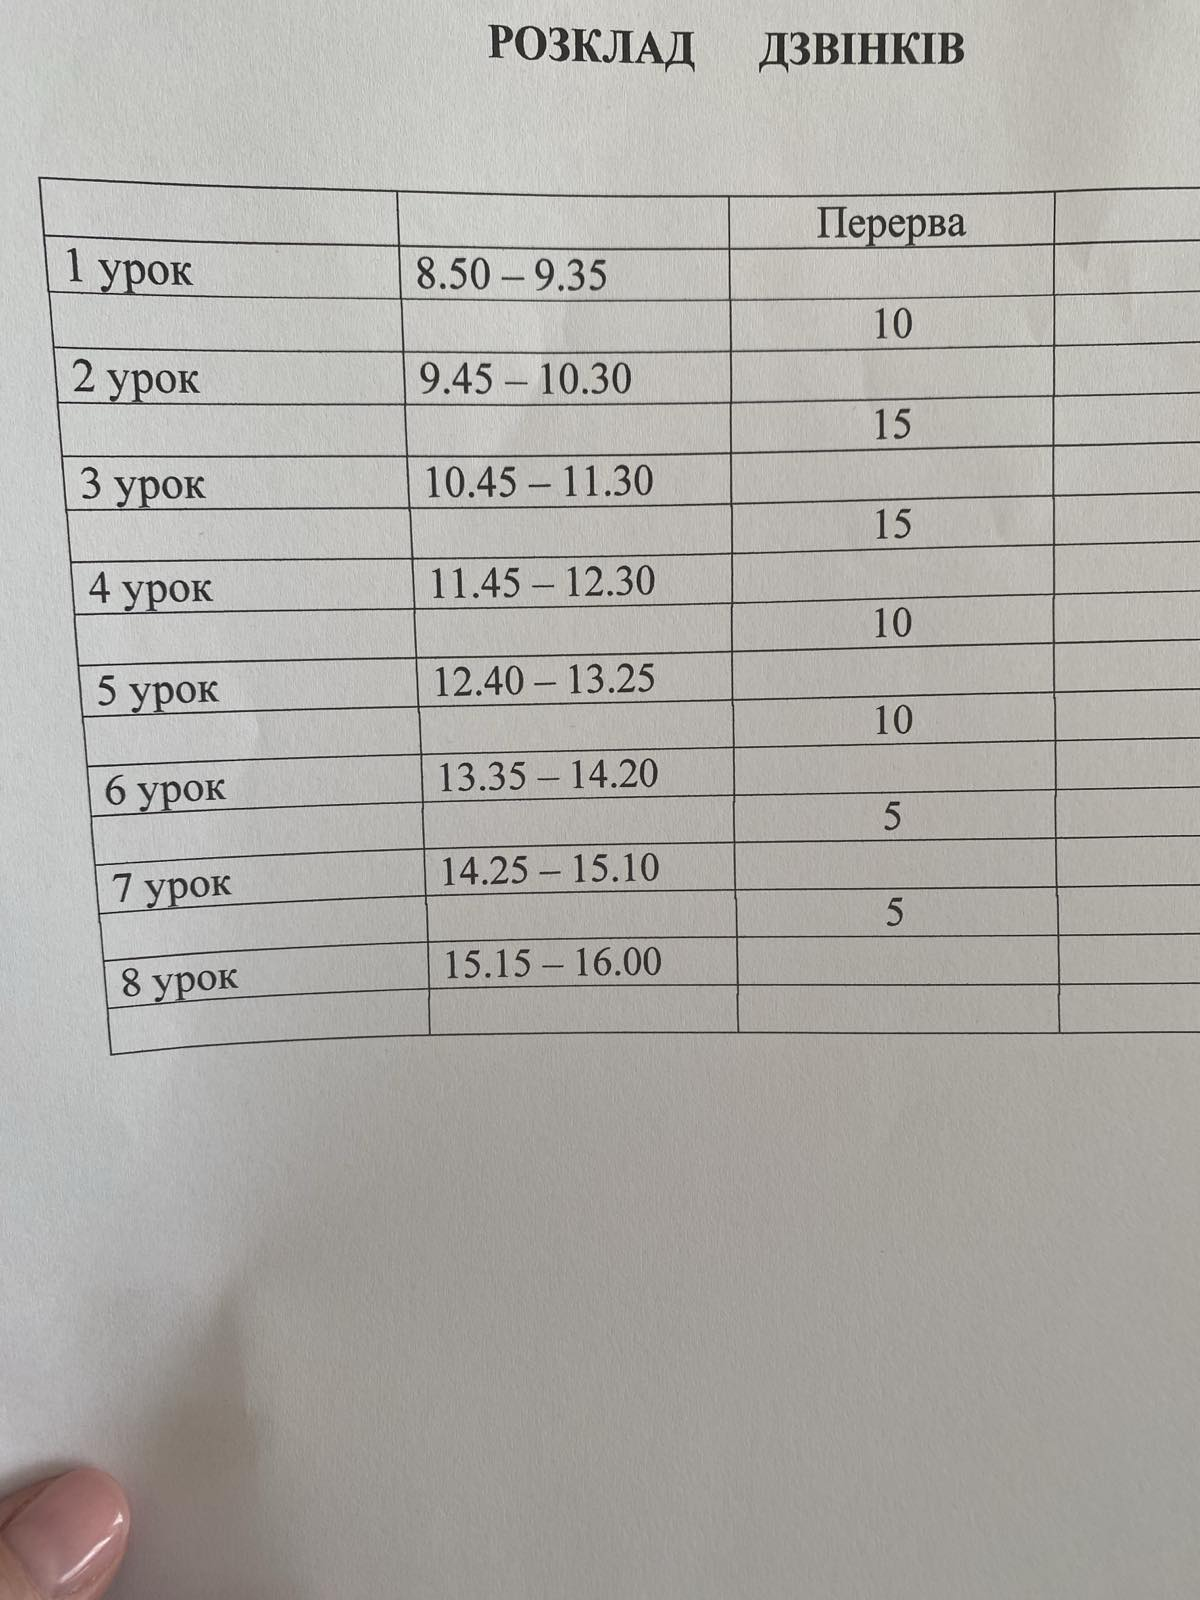 РОЗКЛАД ДЗВІНКІВ
Перерва
1 урок 8.50 – 9.35
10
2 урок 9.45 – 10.30
15
3 урок 10.45 – 11.30
15
4 урок 11.45 – 12.30
10
5 урок 12.40 – 13.25
10
6 урок 13.35 – 14.20
5
7 урок 14.25 – 15.10
5
8 урок 15.15 – 16.00